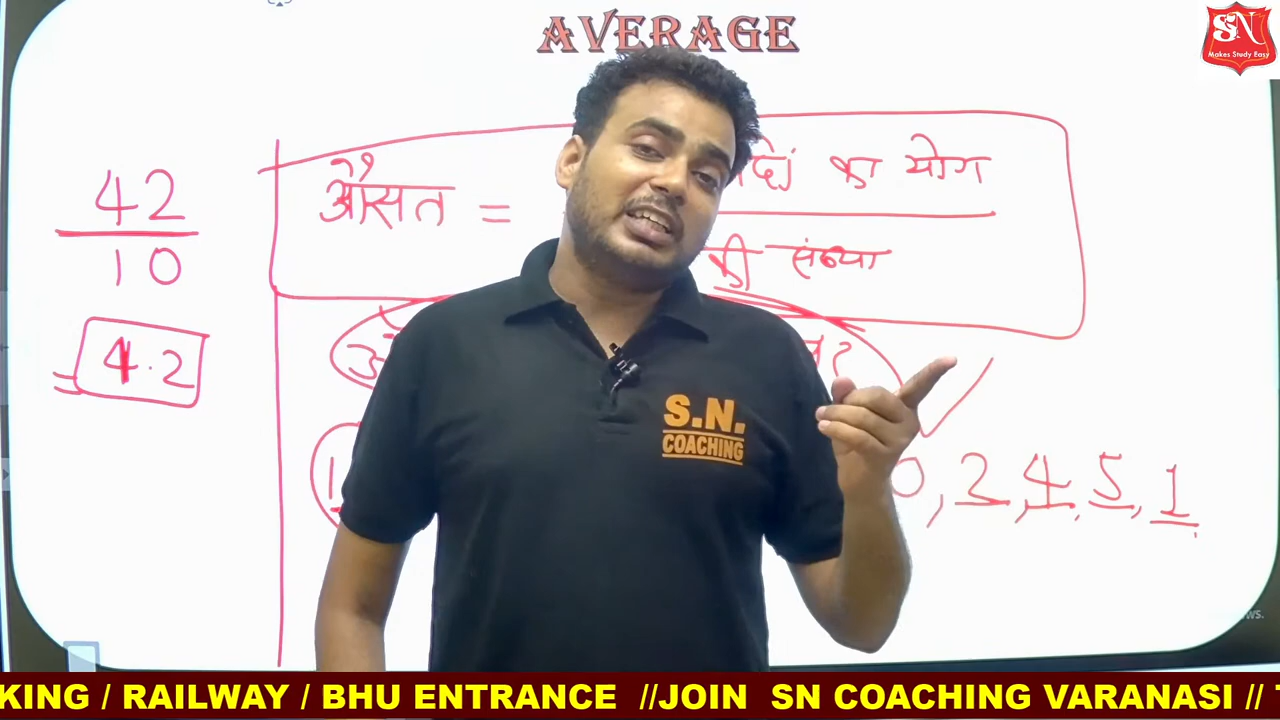 AVERAGE
SN
Makes Study Easy
42
10
= 4.2
औसत =
का योग
की संख्या
2, 4, 5, 1
S.N.
COACHING
KING / RAILWAY / BHU ENTRANCE //JOIN SN COACHING VARANASI //